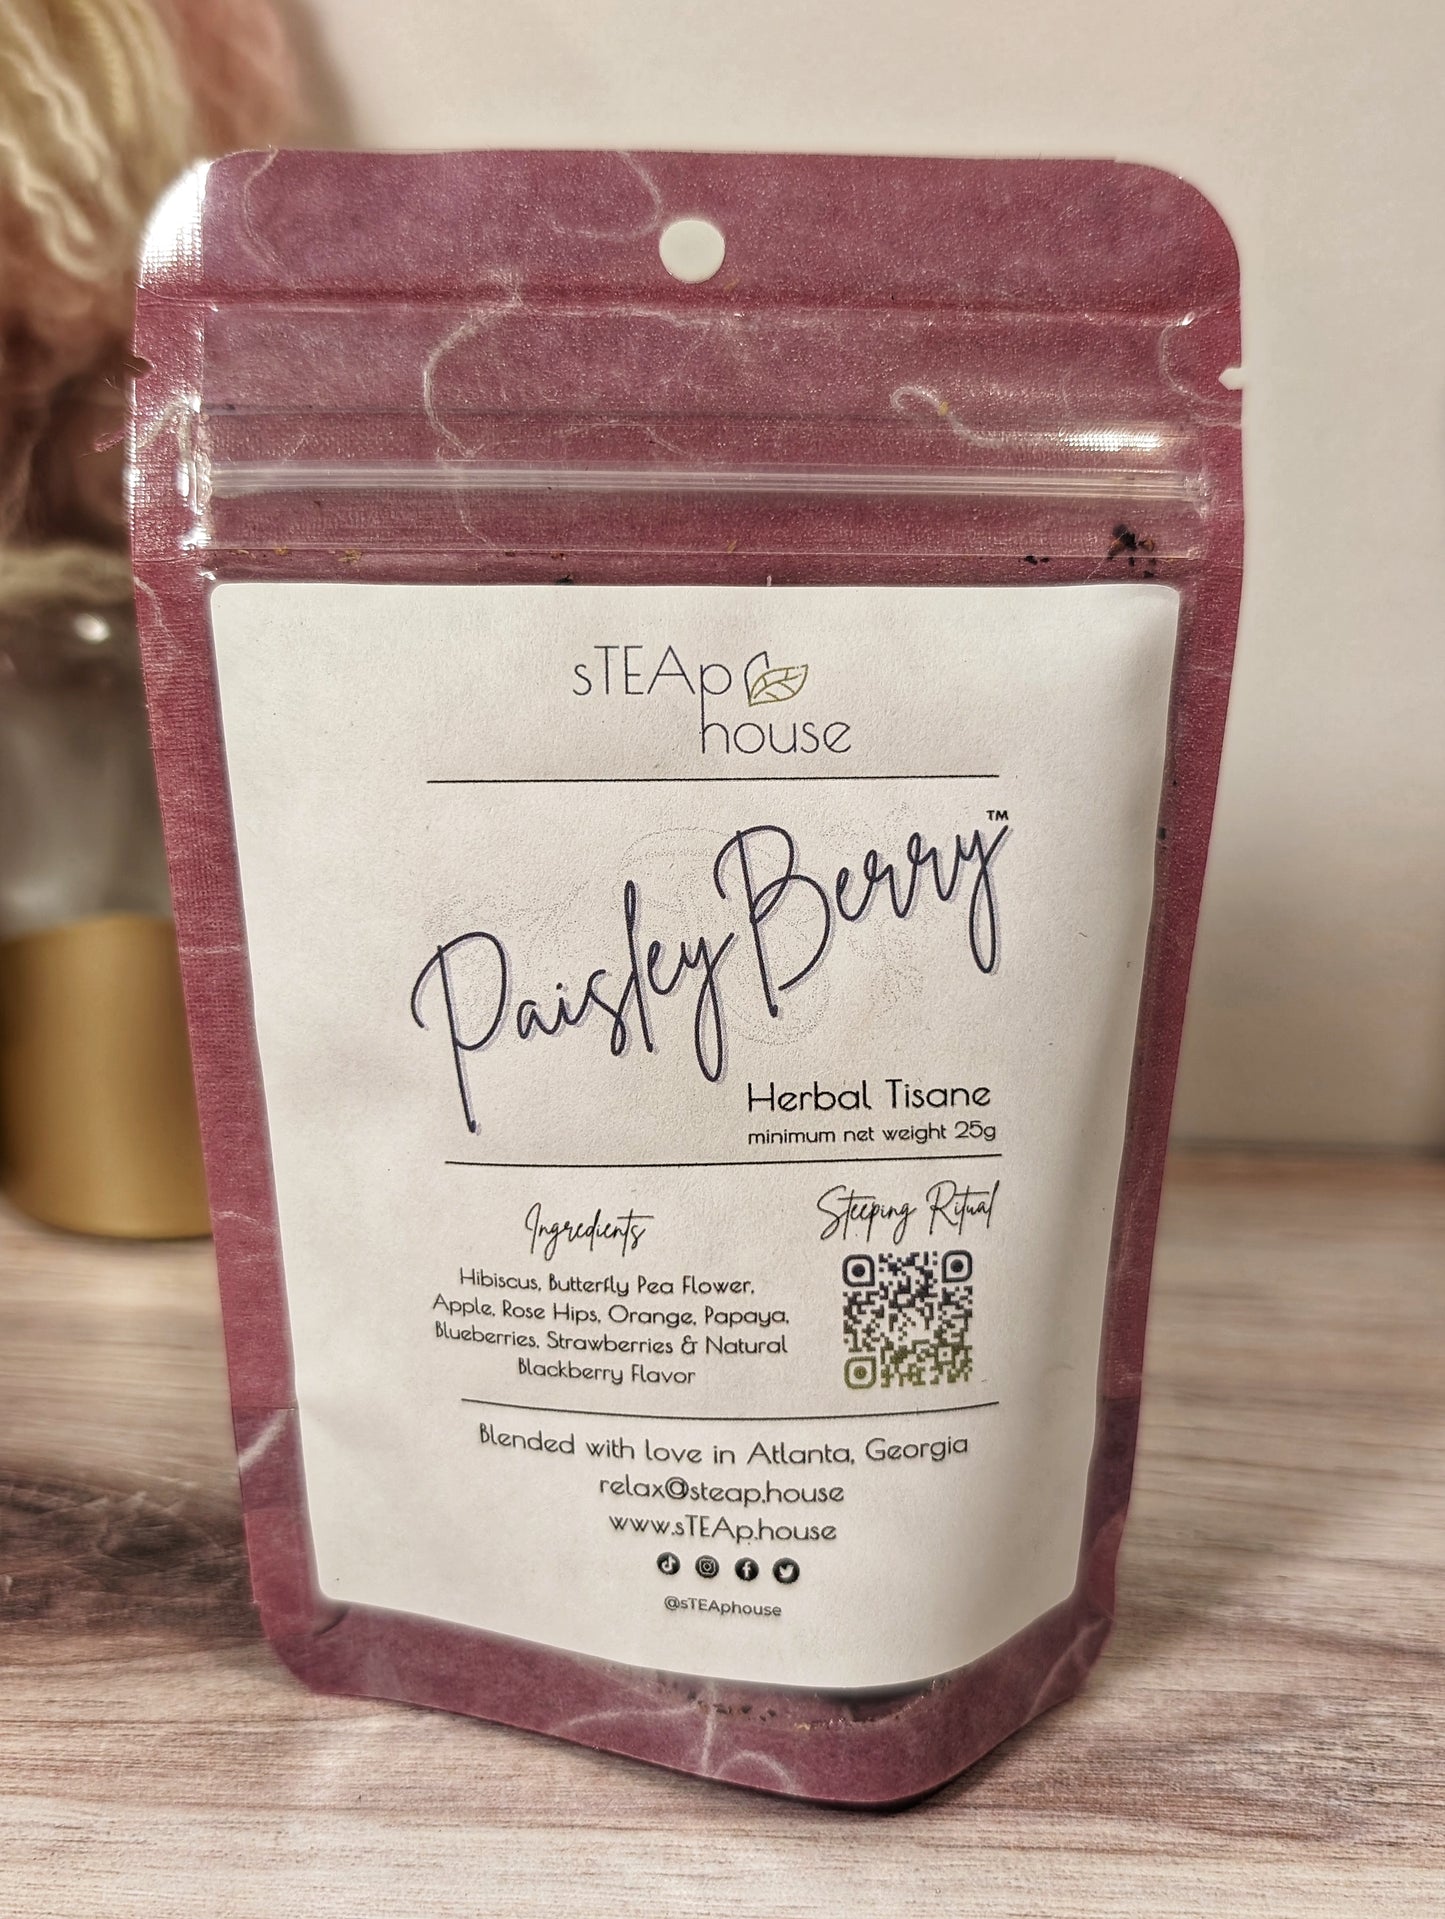 sTEAp
house
Paisley Berry™
Herbal Tisane
minimum net weight 25g
Ingredients
Hibiscus, Butterfly Pea Flower,
Apple, Rose Hips, Orange, Papaya,
Blueberries, Strawberries & Natural
Blackberry Flavor
Steeping Ritual
Blended with love in Atlanta, Georgia
relax@steap.house
www.sTEAp.house
@sTEAphouse